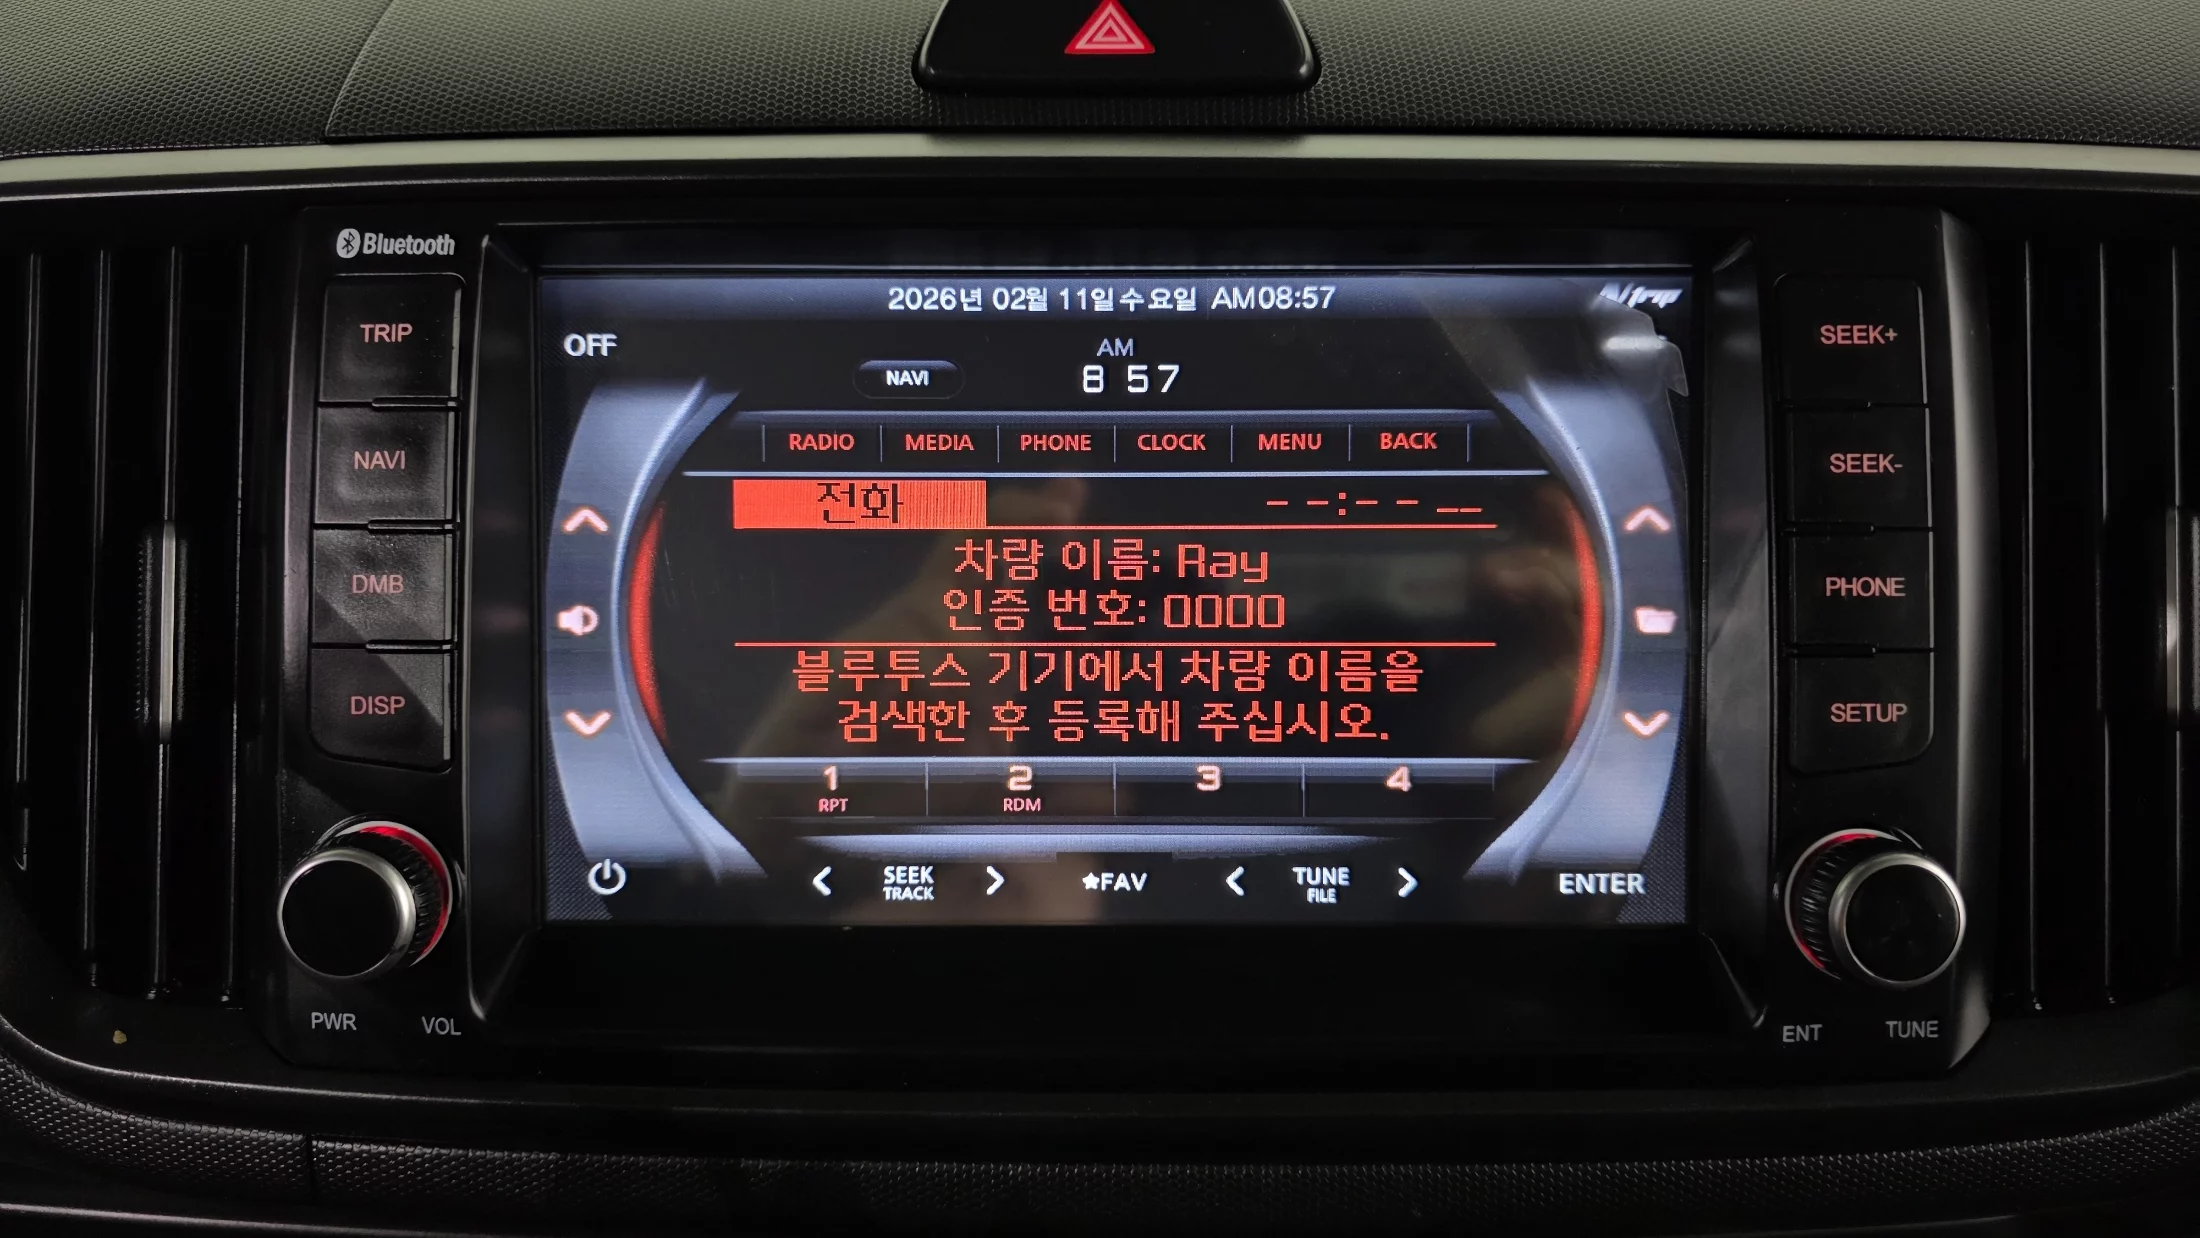 Bluetooth
TRIP
NAVI
DMB
DISP
PWR
VOL
2026년 02월 11일 수요일 AM08:57
OFF
AM
NAVI
8 57
RADIO
MEDIA
PHONE
CLOCK
MENU
BACK
전화
--:-- __
차량 이름: Ray
인증 번호: 0000
블루투스 기기에서 차량 이름을
검색한 후 등록해 주십시오.
1
RPT
2
RDM
3
4
SEEK
TRACK
★FAV
TUNE
FILE
ENTER
SEEK+
SEEK-
PHONE
SETUP
ENT
TUNE